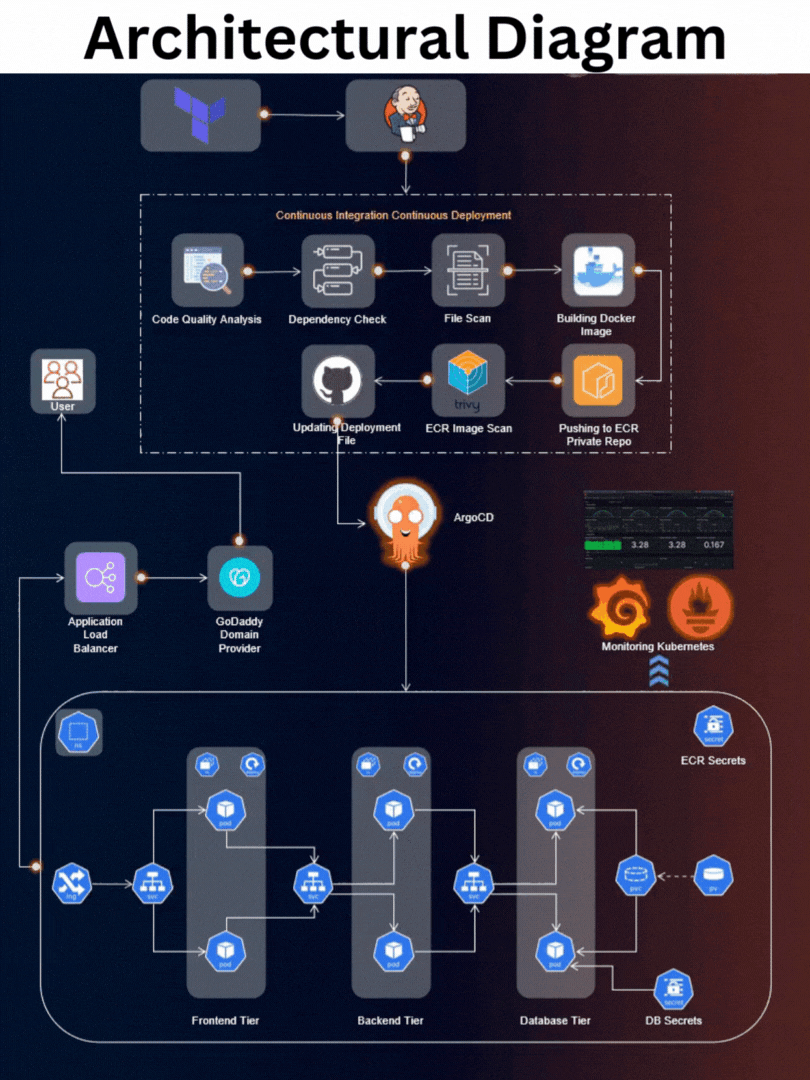 Architectural Diagram
Continuous Integration Continuous Deployment
Code Quality Analysis
Dependency Check
File Scan
Building Docker
Image
User
trivy
Updating Deployment
File
ECR Image Scan
Pushing to ECR
Private Repo
ArgoCD
3.28
3.28
0.167
Application
Load
Balancer
GoDaddy
Domain
Provider
Monitoring Kubernetes
ns
secret
ECR Secrets
pod
pod
pod
ing
svc
svc
svc
pvc
pv
pod
pod
pod
secret
Frontend Tier
Backend Tier
Database Tier
DB Secrets